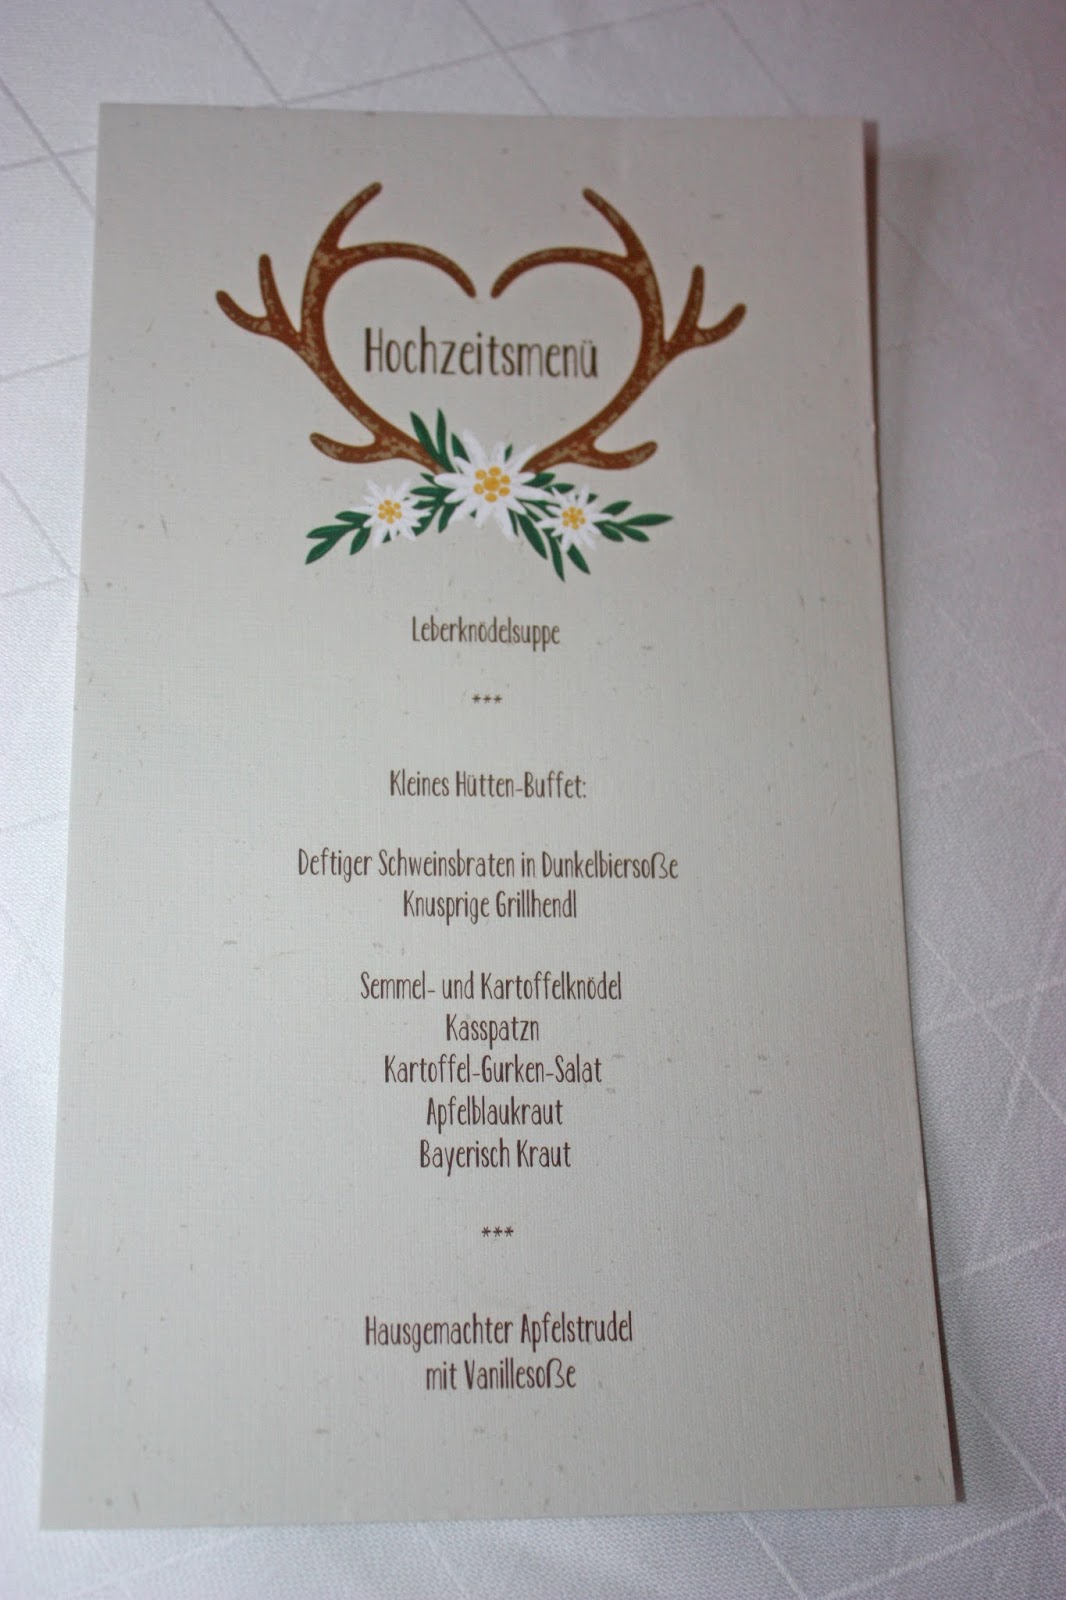 Hochzeitsmenü
Leberknödelsuppe
***
Kleines Hütten-Buffet:
Deftiger Schweinsbraten in Dunkelbiersoße
Knusprige Grillhendl
Semmel- und Kartoffelknödel
Kasspatzn
Kartoffel-Gurken-Salat
Apfelblaukraut
Bayerisch Kraut
***
Hausgemachter Apfelstrudel
mit Vanillesoße